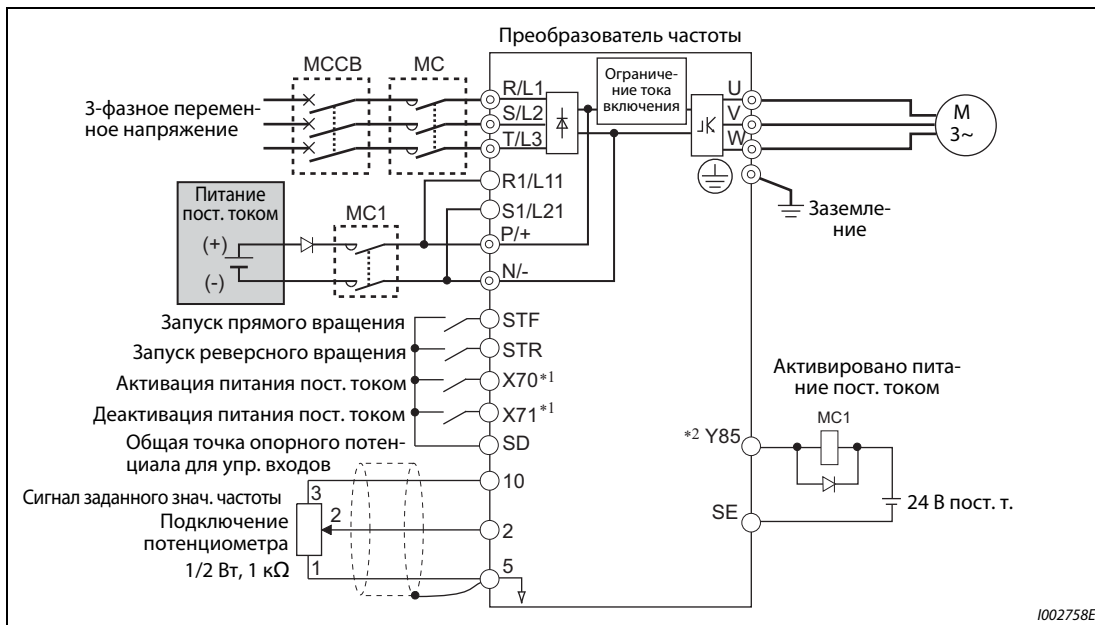 Преобразователь частоты
MCCB
MC
3-фазное перемен-
ное напряжение
R/L1
S/L2
T/L3
Ограниче-
ние тока
включения
U
V
W
M
3~
Заземле-
ние
R1/L11
S1/L21
P/+
N/-
Питание
пост. током
(+)
(-)
MC1
Запуск прямого вращения
STF
Запуск реверсного вращения
STR
Активация питания пост. током
X70*1
Деактивация питания пост. током
X71*1
Общая точка опорного потен-
циала для упр. входов
SD
Сигнал заданного знач. частоты
Подключение
потенциометра
1/2 Вт, 1 кΩ
3
2
1
10
2
5
Активировано пита-
ние пост. током
MC1
*2 Y85
SE
24 В пост. т.
I002758E